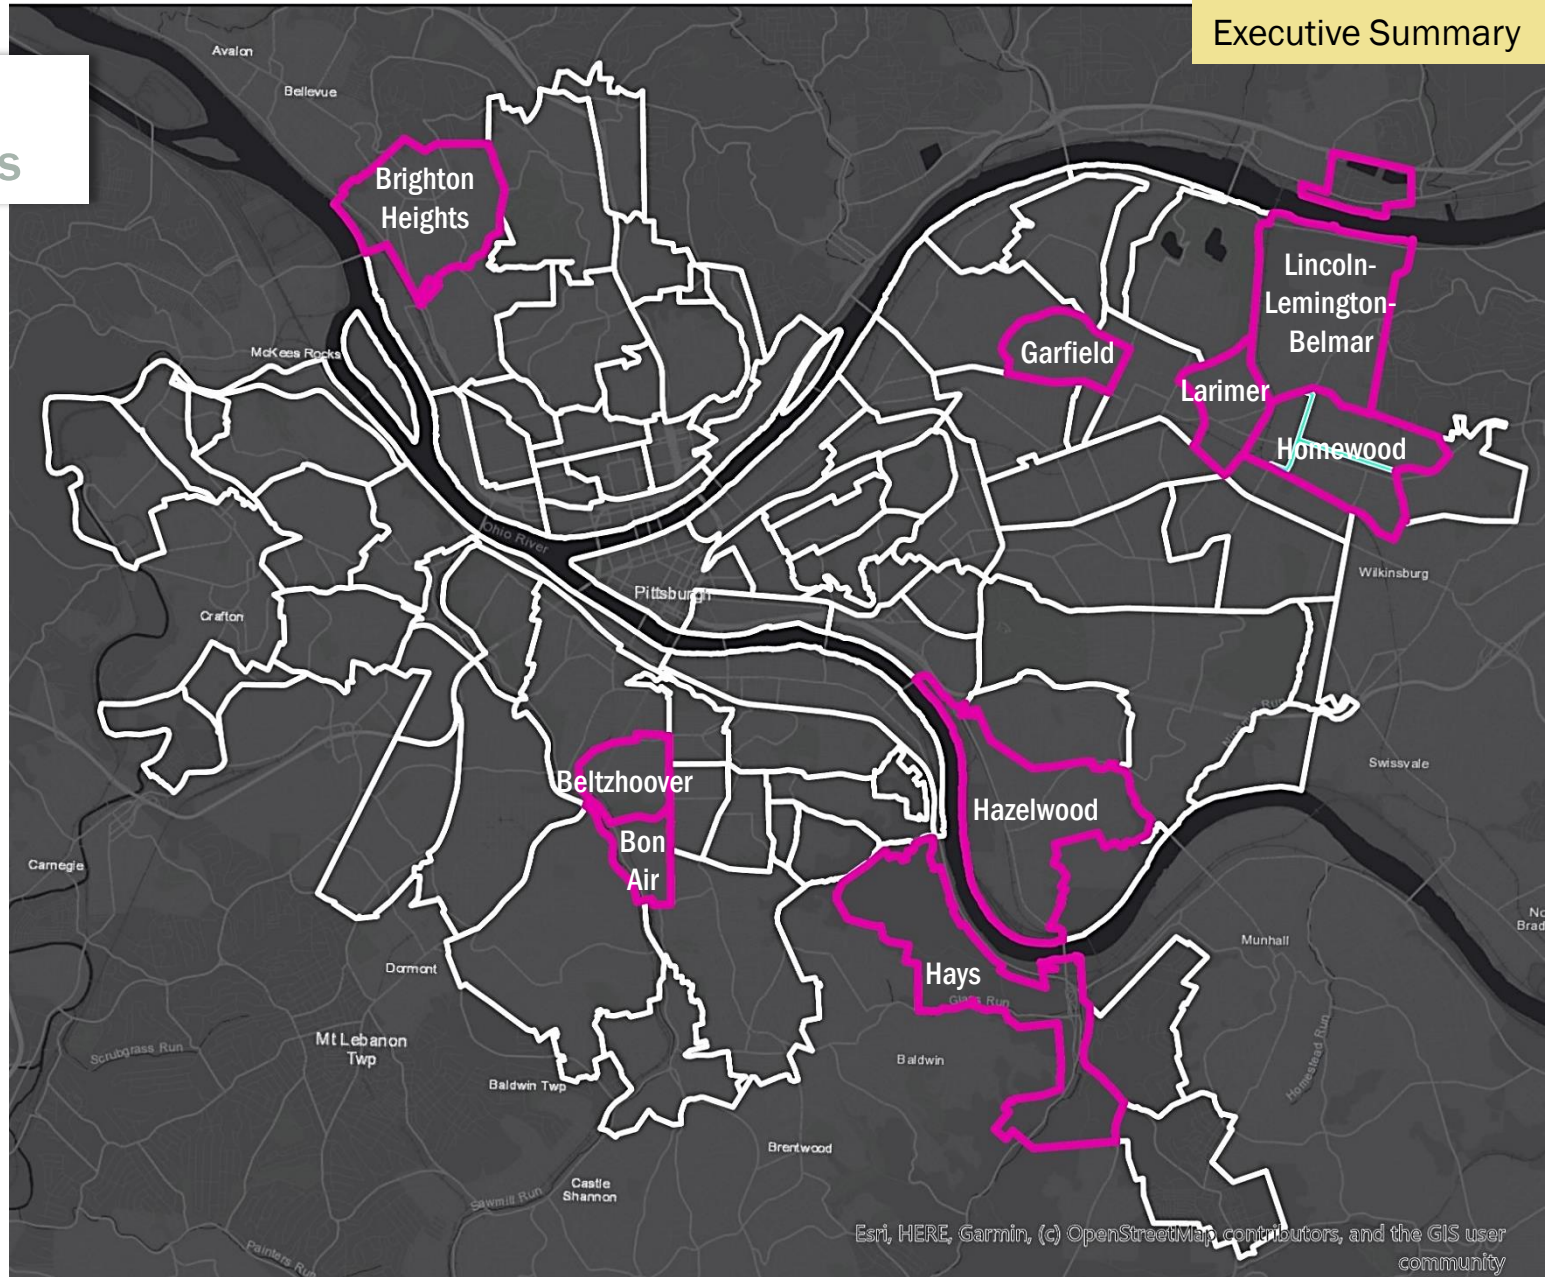 Executive Summary
s
Avalon
Bellevue
Brighton
Heights
McKees Rocks
Lincoln-
Lemington-
Belmar
Garfield
Larimer
Homewood
Ohio River
Pittsburgh
Wilkinsburg
Crafton
Swissvale
Beltzhoover
Hazelwood
Bon
Air
Carnegie
Munhall
Dormont
Hays
Glass Run
Mt Lebanon
Twp
Scrubgrass Run
Baldwin
Baldwin Twp
Homestead Run
Brentwood
Castle
Shannon
Sawmill Run
Painters Run
Esri, HERE, Garmin, (c) OpenStreetMap contributors, and the GIS user
community